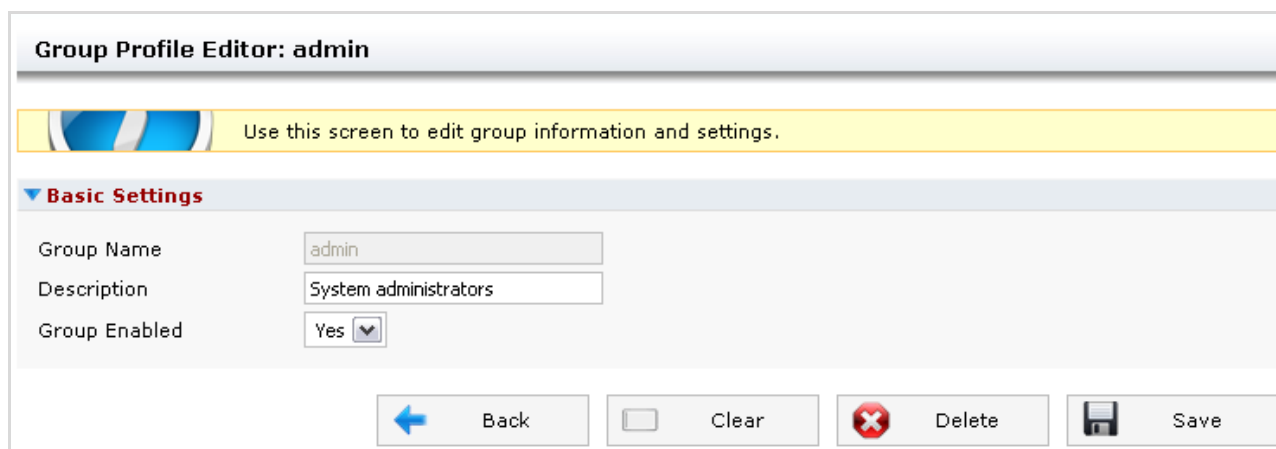 Group Profile Editor: admin
Use this screen to edit group information and settings.
Basic Settings
Group Name admin
Description System administrators
Group Enabled Yes
Back Clear Delete Save